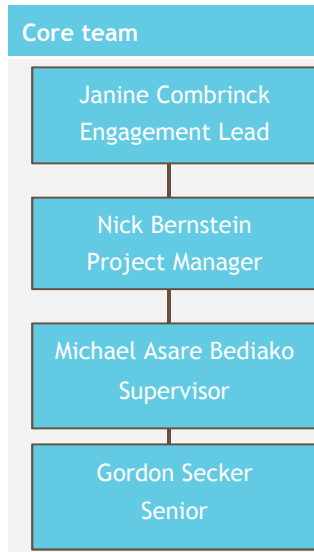 Core team
Janine Combrinck
Engagement Lead
Nick Bernstein
Project Manager
Michael Asare Bediako
Supervisor
Gordon Secker
Senior